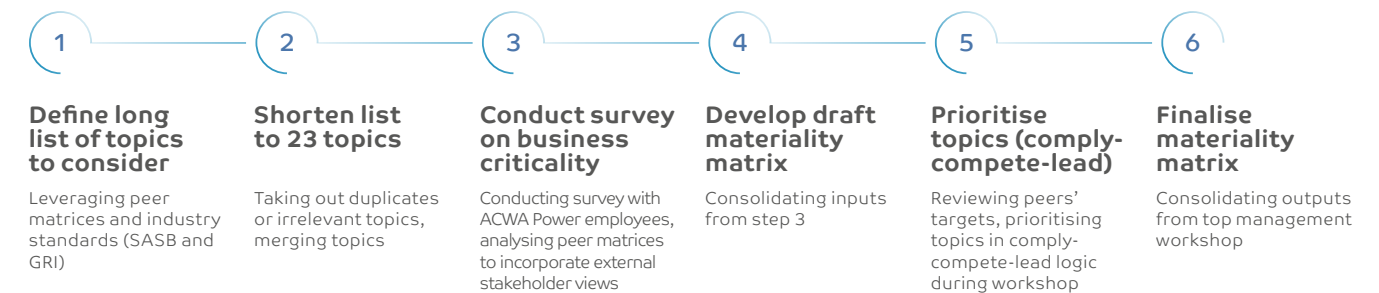 1
2
3
4
5
6
Define long
list of topics
to consider
Leveraging peer
matrices and industry
standards (SASB and
GRI)
Shorten list
to 23 topics
Taking out duplicates
or irrelevant topics,
merging topics
Conduct survey
on business
criticality
Conducting survey with
ACWA Power employees,
analysing peer matrices
to incorporate external
stakeholder views
Develop draft
materiality
matrix
Consolidating inputs
from step 3
Prioritise
topics (comply-
compete-lead)
Reviewing peers'
targets, prioritising
topics in comply-
compete-lead logic
during workshop
Finalise
materiality
matrix
Consolidating outputs
from top management
workshop